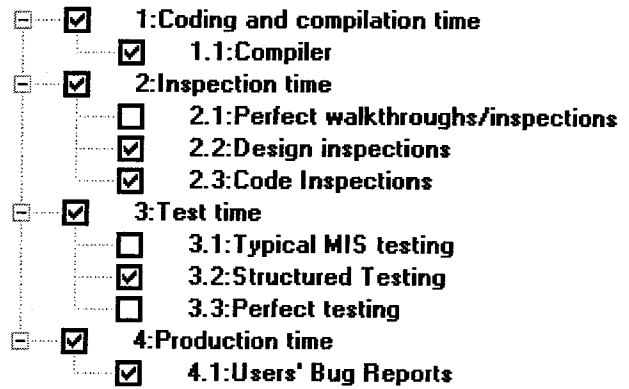 1:Coding and compilation time
1.1:Compiler
2:Inspection time
2.1:Perfect walkthroughs/inspections
2.2:Design inspections
2.3:Code Inspections
3:Test time
3.1:Typical MIS testing
3.2:Structured Testing
3.3:Perfect testing
4:Production time
4.1:Users' Bug Reports